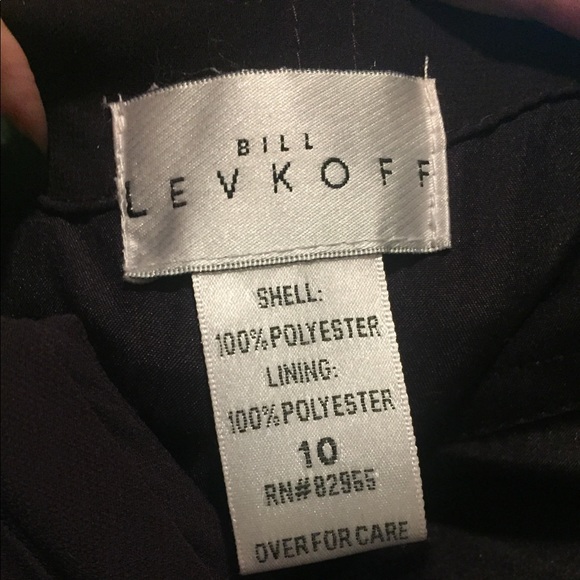 BILL
LEVKOFF
SHELL:
100% POLYESTER
LINING:
100% POLYESTER
10
RN#82955
OVER FOR CARE